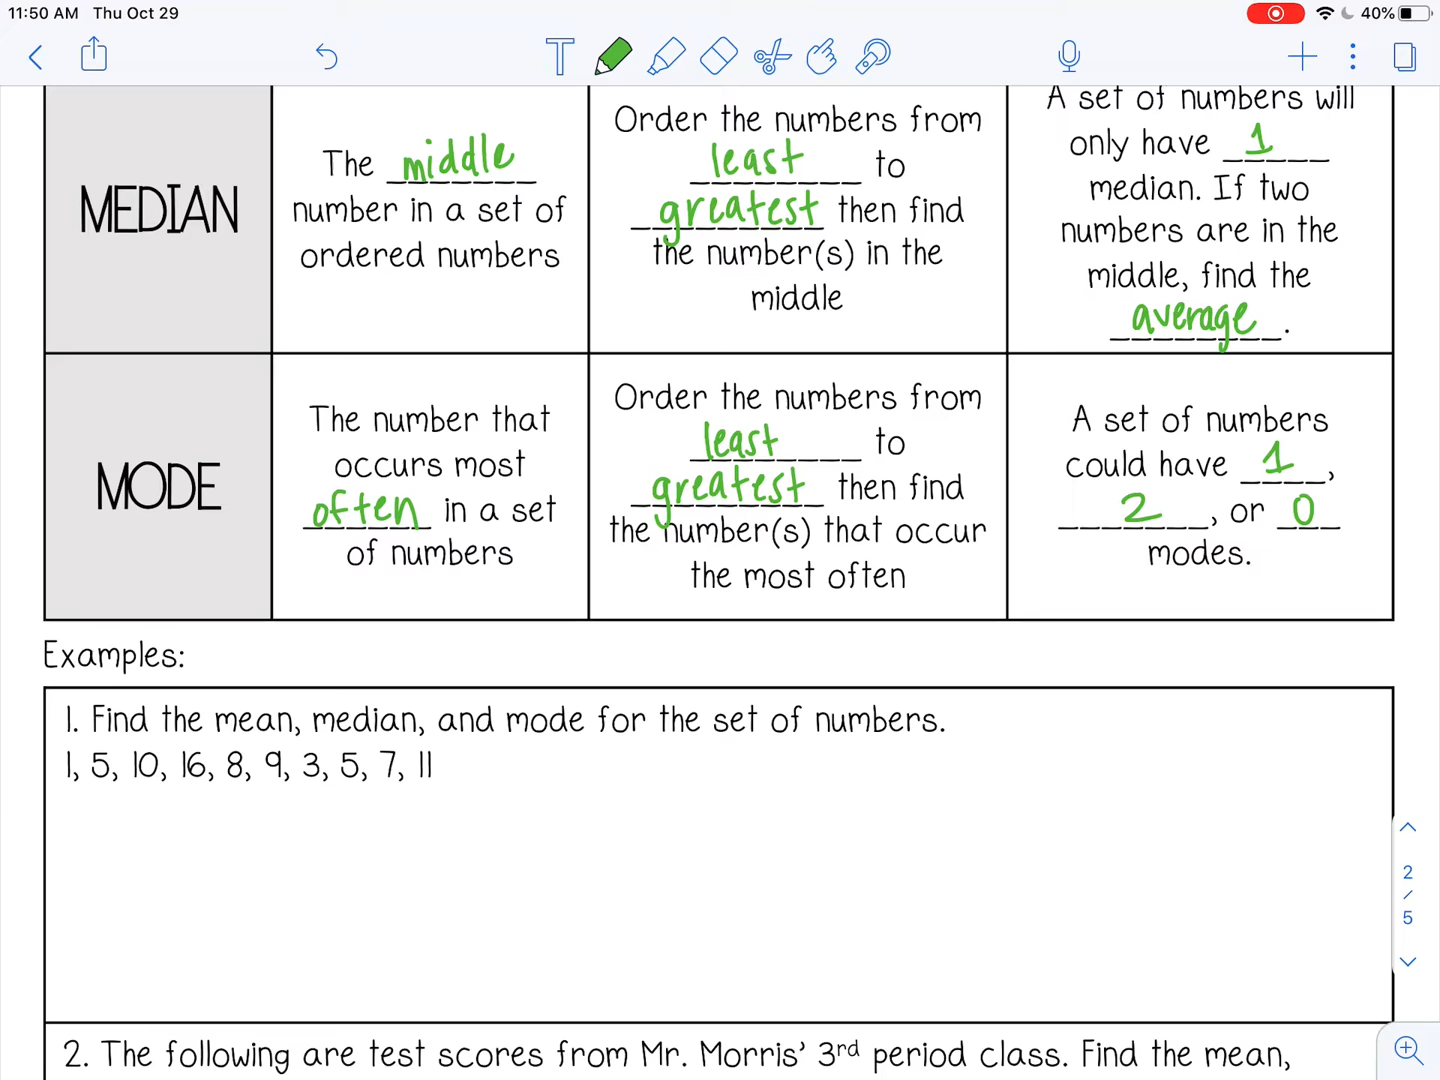 11:50 AM Thu Oct 29
40%
MEDIAN
The middle
number in a set of
ordered numbers
Order the numbers from
least to
greatest then find
the number(s) in the
middle
A set of numbers will
only have 1
median. If two
numbers are in the
middle, find the
average.
MODE
The number that
occurs most
often in a set
of numbers
Order the numbers from
least to
greatest then find
the number(s) that occur
the most often
A set of numbers
could have 1,
2, or 0
modes.
Examples:
1. Find the mean, median, and mode for the set of numbers.
1, 5, 10, 16, 8, 9, 3, 5, 7, 11
2
/
5
2. The following are test scores from Mr. Morris' 3rd period class. Find the mean,